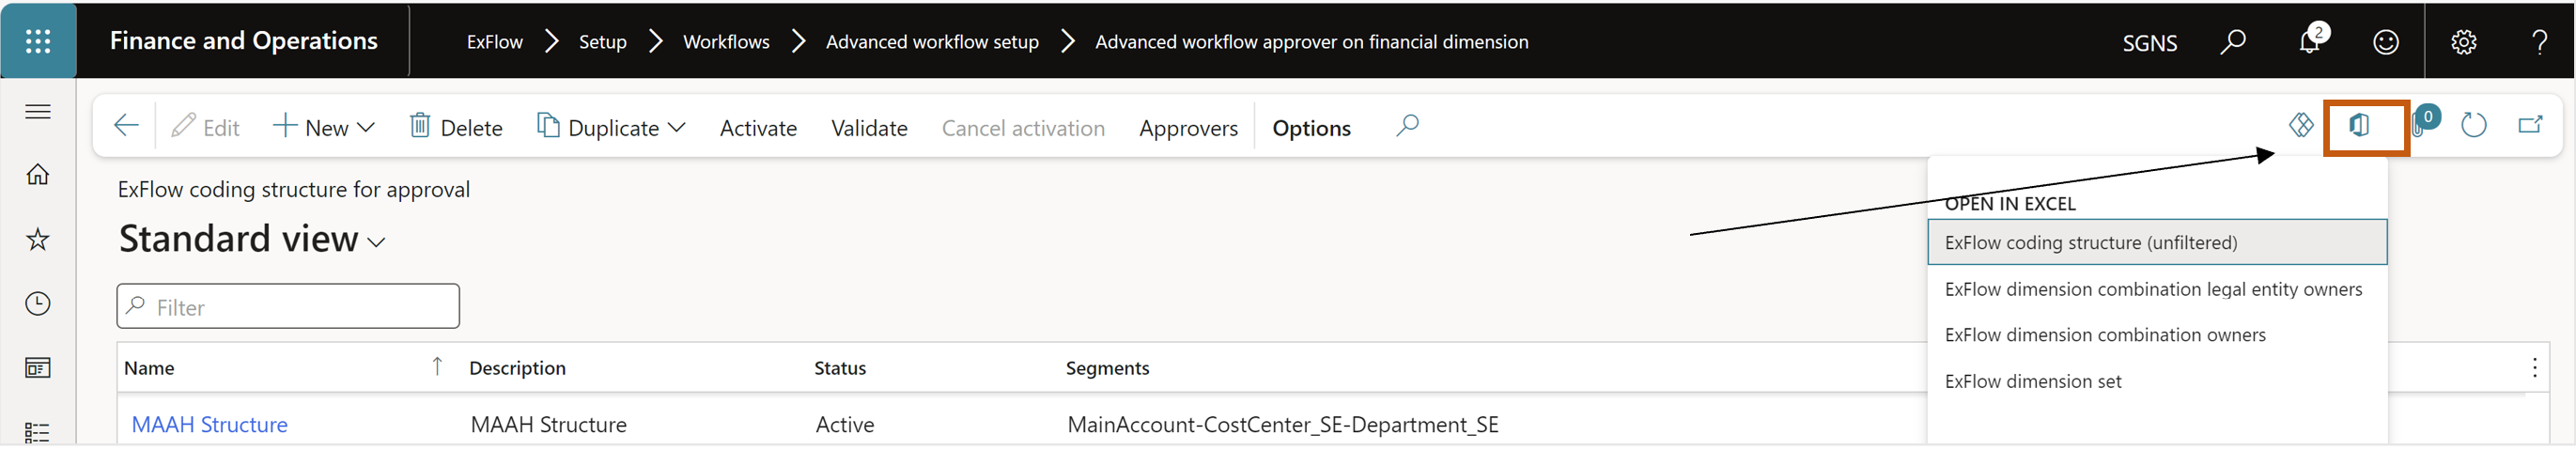 Finance and Operations
ExFlow > Setup > Workflows > Advanced workflow setup > Advanced workflow approver on financial dimension
SGNS
2
?
Edit
New
Delete
Duplicate
Activate
Validate
Cancel activation
Approvers
Options
0
ExFlow coding structure for approval
Standard view
Filter
OPEN IN EXCEL
ExFlow coding structure (unfiltered)
ExFlow dimension combination legal entity owners
ExFlow dimension combination owners
ExFlow dimension set
Name Description Status Segments
MAAH Structure MAAH Structure Active MainAccount-CostCenter_SE-Department_SE